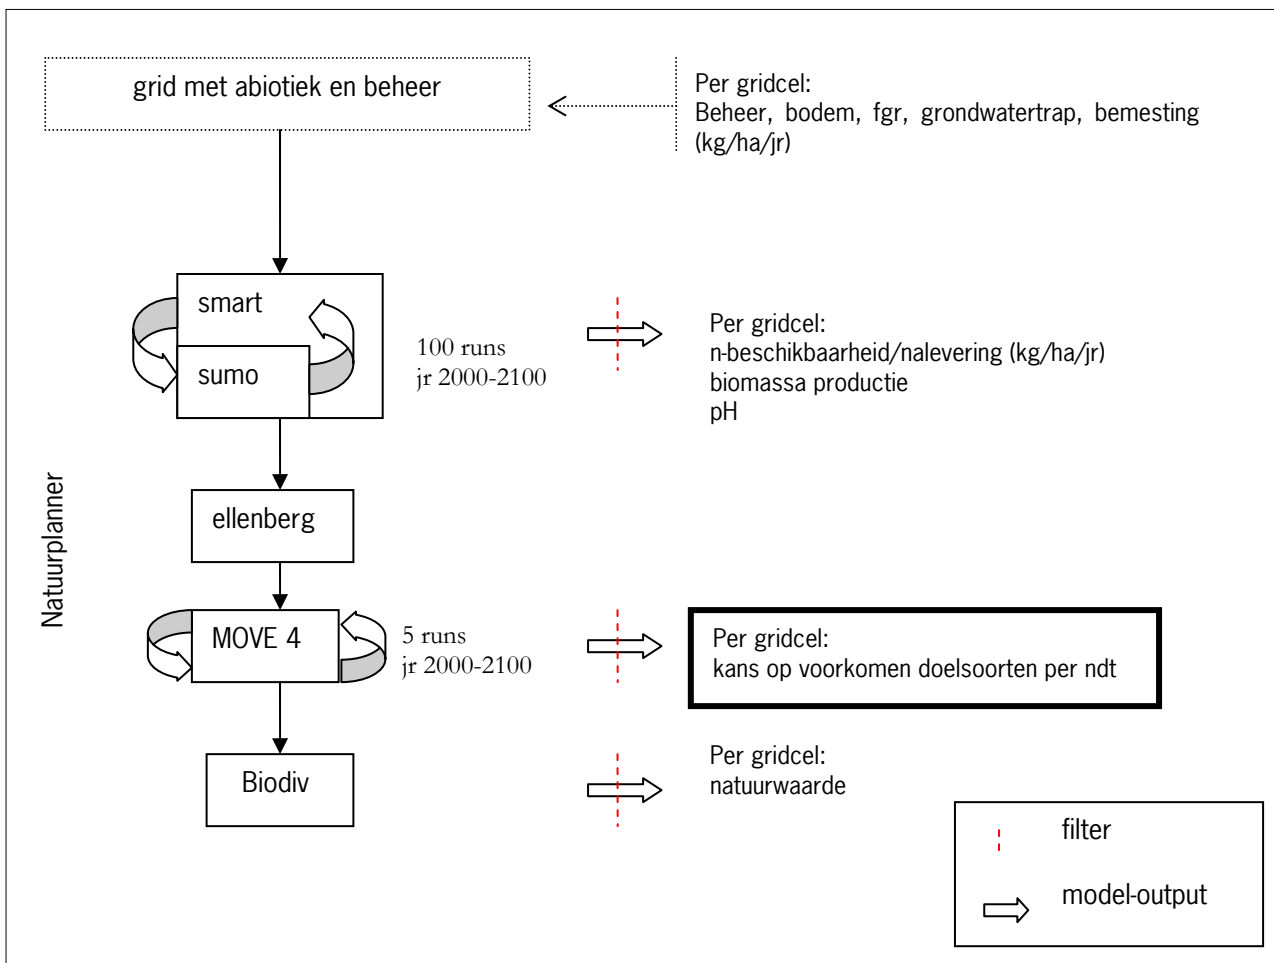 grid met abiotiek en beheer
Per gridcel:
Beheer, bodem, fgr, grondwatertrap, bemesting
(kg/ha/jr)
smart
sumo
100 runs
jr 2000-2100
Per gridcel:
n-beschikbaarheid/nalevering (kg/ha/jr)
biomassa productie
pH
Natuurplanner
ellenberg
MOVE 4
5 runs
jr 2000-2100
Per gridcel:
kans op voorkomen doelsoorten per ndt
Biodiv
Per gridcel:
natuurwaarde
filter
model-output